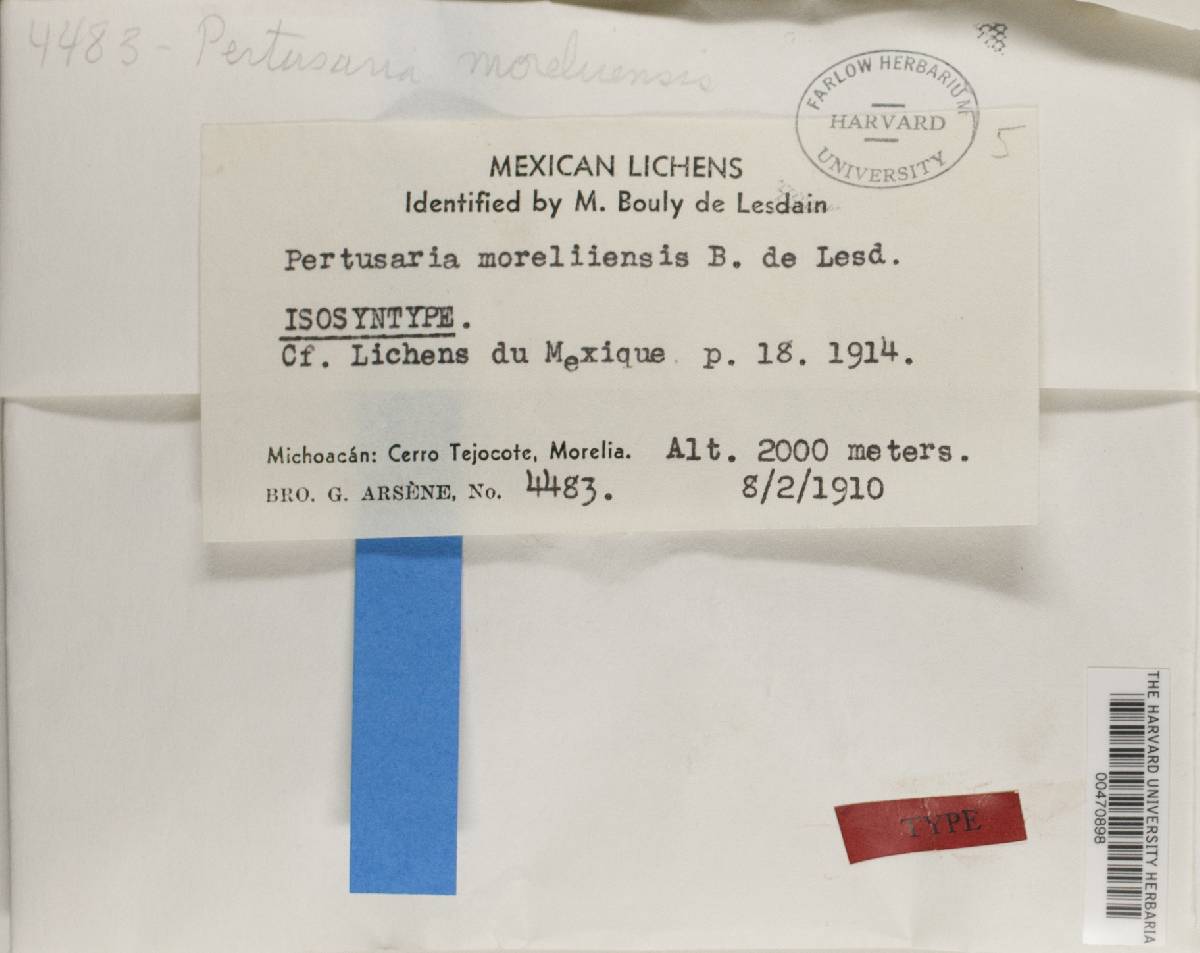 4483 - Pertusaria moreliiensis
FARLOW HERBARIUM
HARVARD
UNIVERSITY
5
MEXICAN LICHENS
Identified by M. Bouly de Lesdain
Pertusaria moreliiensis B. de Lesd.
ISOSYNTYPE.
Cf. Lichens du Mexique p. 18. 1914.
Michoacán: Cerro Tejocote, Morelia. Alt. 2000 meters.
BRO. G. ARSÈNE, No. 4483. 8/2/1910
TYPE
THE HARVARD UNIVERSITY HERBARIA
00470898